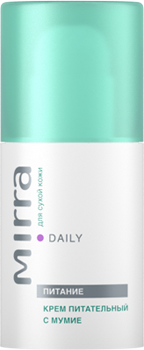 mirra
для сухой кожи
DAILY
ПИТАНИЕ
КРЕМ ПИТАТЕЛЬНЫЙ
С МУМИЕ